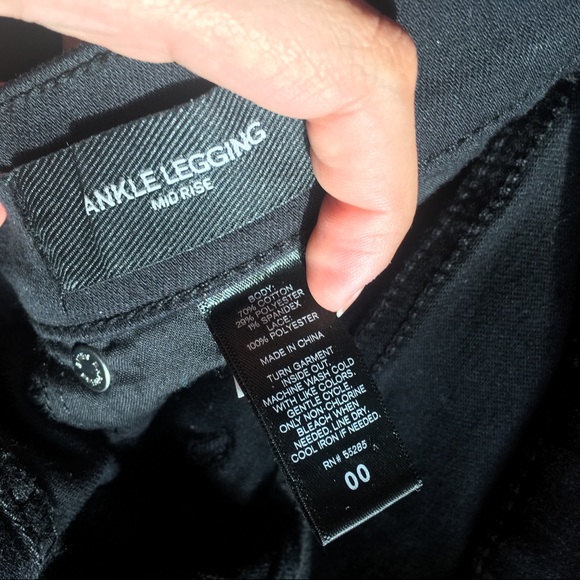 ANKLE LEGGING
MID RISE
BODY:
70% COTTON
29% POLYESTER
1% SPANDEX
LACE:
100% POLYESTER
MADE IN CHINA
TURN GARMENT
INSIDE OUT.
MACHINE WASH COLD
WITH LIKE COLORS.
GENTLE CYCLE.
ONLY NON-CHLORINE
BLEACH WHEN
NEEDED. LINE DRY.
COOL IRON IF NEEDED.
RN# 55285
00